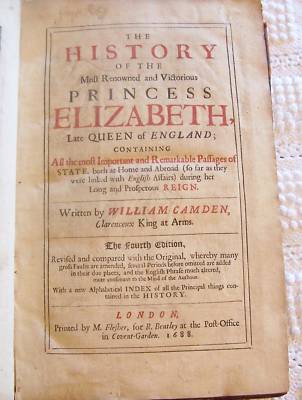 THE
HISTORY
OF THE
Most Renowned and Victorious
PRINCESS
ELIZABETH,
Late QUEEN of ENGLAND;
CONTAINING
All the most Important and Remarkable Passages of
STATE, both at Home and Abroad (so far as they
were linked with English Affairs) during her
Long and Prosperous REIGN.
Written by WILLIAM CAMDEN,
Clarenceux King at Arms.
The Fourth Edition,
Revised and compared with the Original, whereby many
gross Faults are amended, several Periods before omitted are added
in their due places, and the English Phrase much altered,
more consonant to the Mind of the Authour.
With a new Alphabetical INDEX of all the Principal things con-
tained in the HISTORY.
LONDON,
Printed by M. Flesher, for R. Bentley at the Post-Office
in Covent-Garden. 1688.